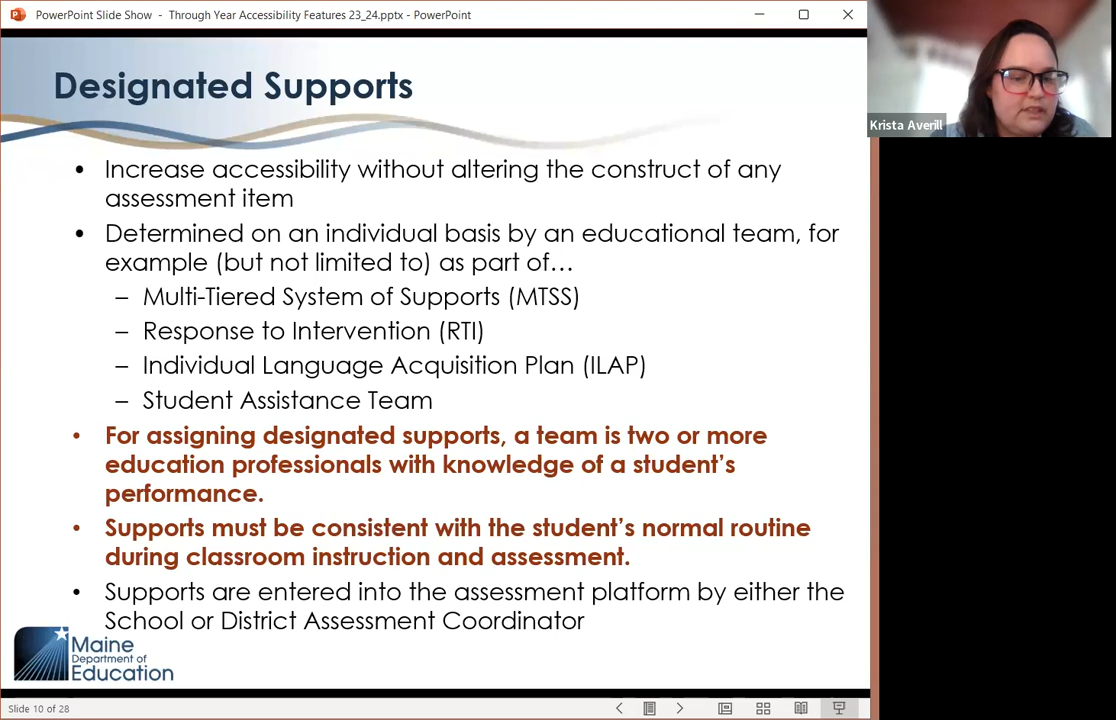 PowerPoint Slide Show - Through Year Accessibility Features 23_24.pptx - PowerPoint
Krista Averill
Designated Supports
• Increase accessibility without altering the construct of any
assessment item
• Determined on an individual basis by an educational team, for
example (but not limited to) as part of…
– Multi-Tiered System of Supports (MTSS)
– Response to Intervention (RTI)
– Individual Language Acquisition Plan (ILAP)
– Student Assistance Team
• For assigning designated supports, a team is two or more
education professionals with knowledge of a student's
performance.
• Supports must be consistent with the student's normal routine
during classroom instruction and assessment.
• Supports are entered into the assessment platform by either the
School or District Assessment Coordinator
Maine
Department of
Education
Slide 10 of 28